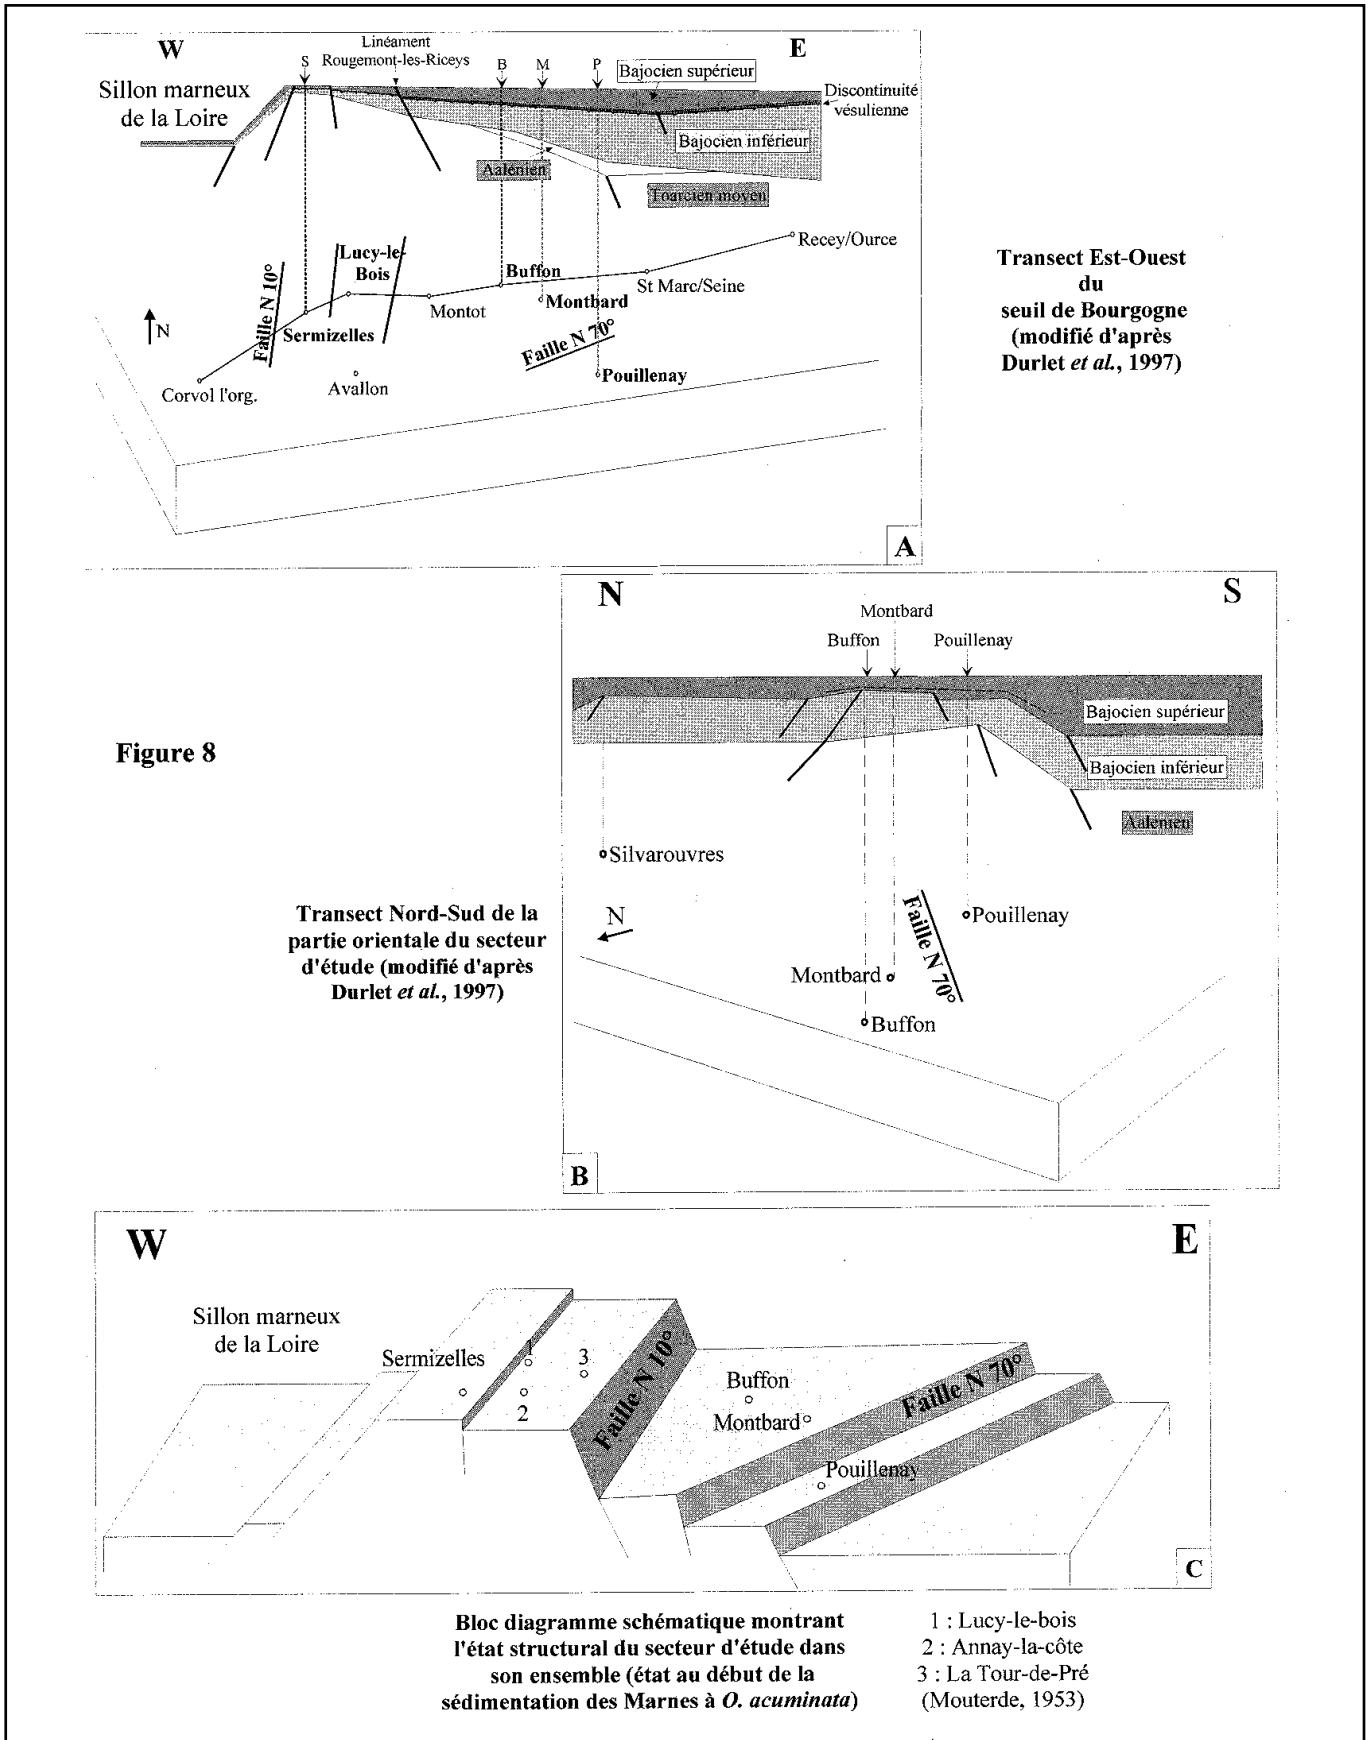 W
E
Linéament
Rougemont-les-Riceys
S
B
M
P
Bajocien supérieur
Sillon marneux
de la Loire
Discontinuité
vésulienne
Bajocien inférieur
Aalénien
Toarcien moyen
Recey/Ource
Lucy-le-
Bois
Buffon
St Marc/Seine
Montot
Montbard
Faille N 10°
Sermizelles
N
Faille N 70°
Pouillenay
Corvol l'org.
Avallon
A
Transect Est-Ouest
du
seuil de Bourgogne
(modifié d'après
Durlet et al., 1997)
N
S
Montbard
Buffon
Pouillenay
Bajocien supérieur
Bajocien inférieur
Aalénien
Figure 8
Silvarouvres
N
Faille N 70°
Pouillenay
Montbard
Buffon
B
Transect Nord-Sud de la
partie orientale du secteur
d'étude (modifié d'après
Durlet et al., 1997)
W
E
Sillon marneux
de la Loire
Sermizelles
1
3
2
Faille N 10°
Buffon
Montbard
Faille N 70°
Pouillenay
C
Bloc diagramme schématique montrant
l'état structural du secteur d'étude dans
son ensemble (état au début de la
sédimentation des Marnes à O. acuminata)
1 : Lucy-le-bois
2 : Annay-la-côte
3 : La Tour-de-Pré
(Mouterde, 1953)